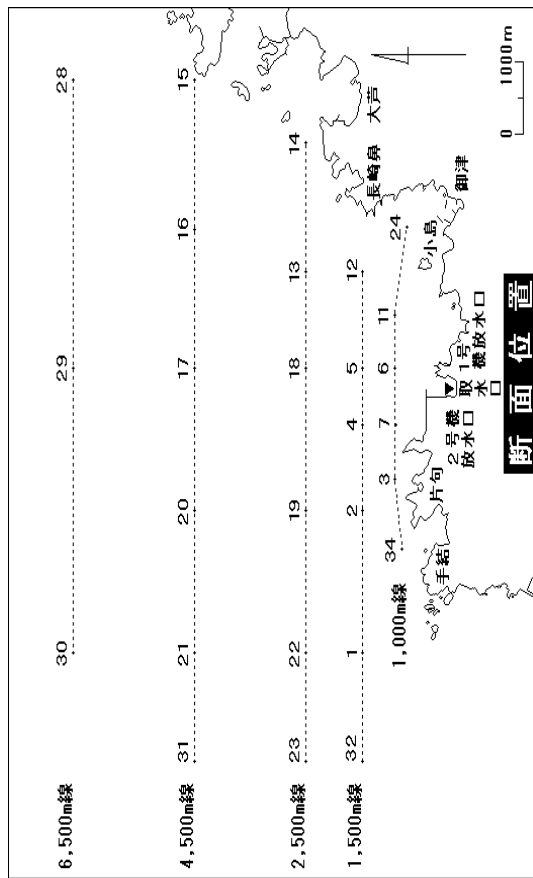 6,500m線 30 29 28
4,500m線 31 21 20 17 16 15
2,500m線 23 22 19 18 13 14
1,500m線 32 1 2 4 5 12
1,000m線 34 3 7 6 11 24
手結
片句
2号機
放水口
取水口
1号
機放水口
小島
御津
長崎鼻
大芦
0 1000m
断面位置